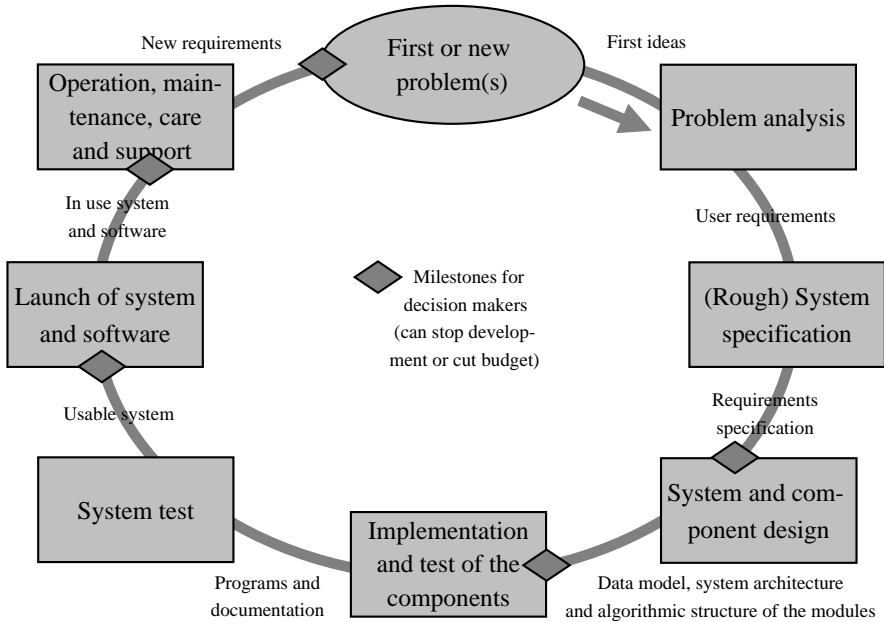 First or new
problem(s)
First ideas
Problem analysis
User requirements
(Rough) System
specification
Requirements
specification
System and com-
ponent design
Data model, system architecture
and algorithmic structure of the modules
Implementation
and test of the
components
Programs and
documentation
System test
Usable system
Launch of system
and software
In use system
and software
Operation, main-
tenance, care
and support
New requirements
Milestones for
decision makers
(can stop develop-
ment or cut budget)